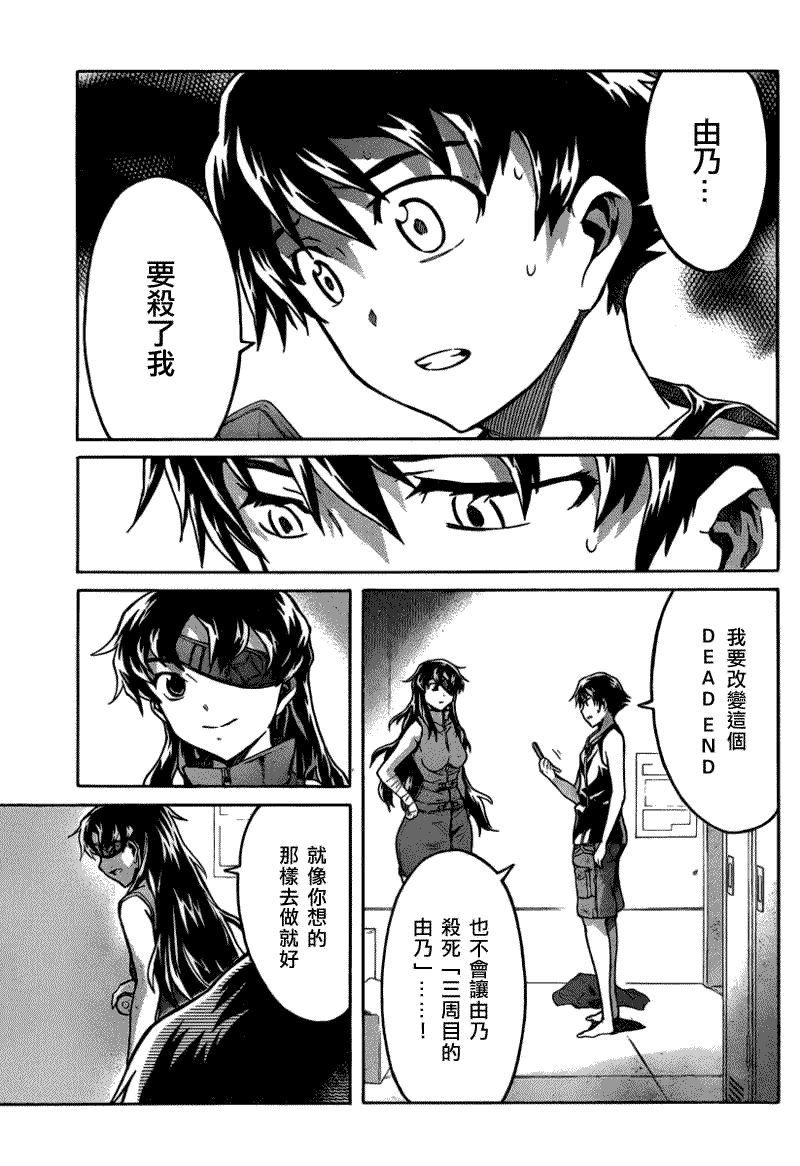 由乃…
要殺了我
我要改變這個
DEAD END
也不會讓由乃
殺死「三周目的
由乃」……！
就像你想的
那樣去做就好